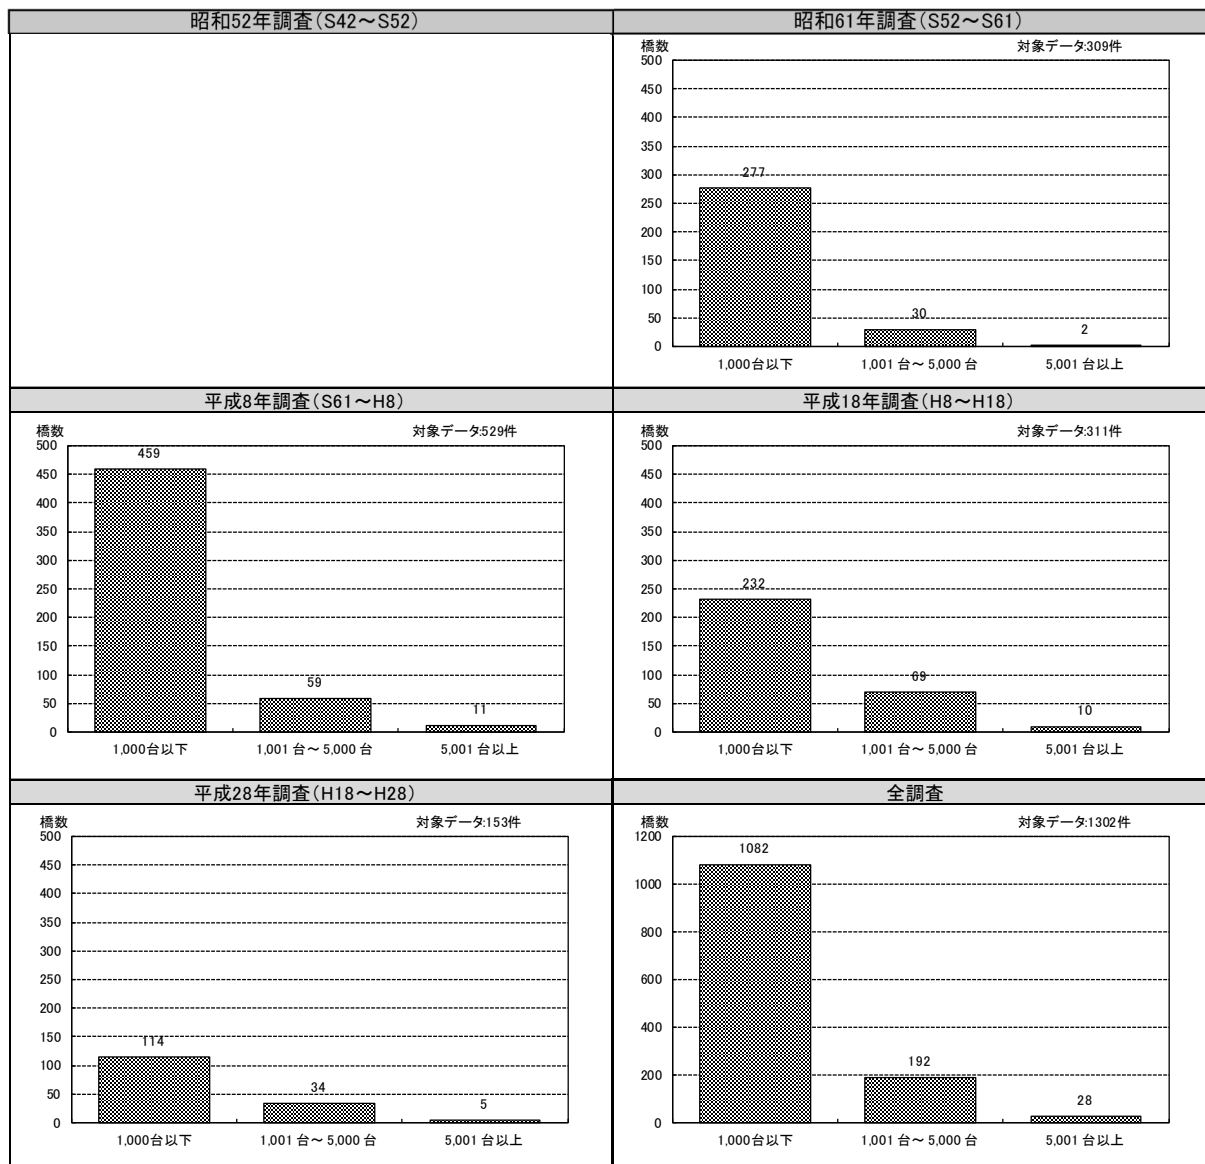 昭和52年調査(S42～S52)
昭和61年調査(S52～S61)
橋数
対象データ:309件
500
450
400
350
300
250
200
150
100
50
0
277
30
2
1,000台以下
1,001 台～ 5,000 台
5,001 台以上
平成8年調査(S61～H8)
橋数
対象データ:529件
500
450
400
350
300
250
200
150
100
50
0
459
59
11
1,000台以下
1,001 台～ 5,000 台
5,001 台以上
平成18年調査(H8～H18)
橋数
対象データ:311件
500
450
400
350
300
250
200
150
100
50
0
232
69
10
1,000台以下
1,001 台～ 5,000 台
5,001 台以上
平成28年調査(H18～H28)
橋数
対象データ:153件
500
450
400
350
300
250
200
150
100
50
0
114
34
5
1,000台以下
1,001 台～ 5,000 台
5,001 台以上
全調査
橋数
対象データ:1302件
1200
1000
800
600
400
200
0
1082
192
28
1,000台以下
1,001 台～ 5,000 台
5,001 台以上